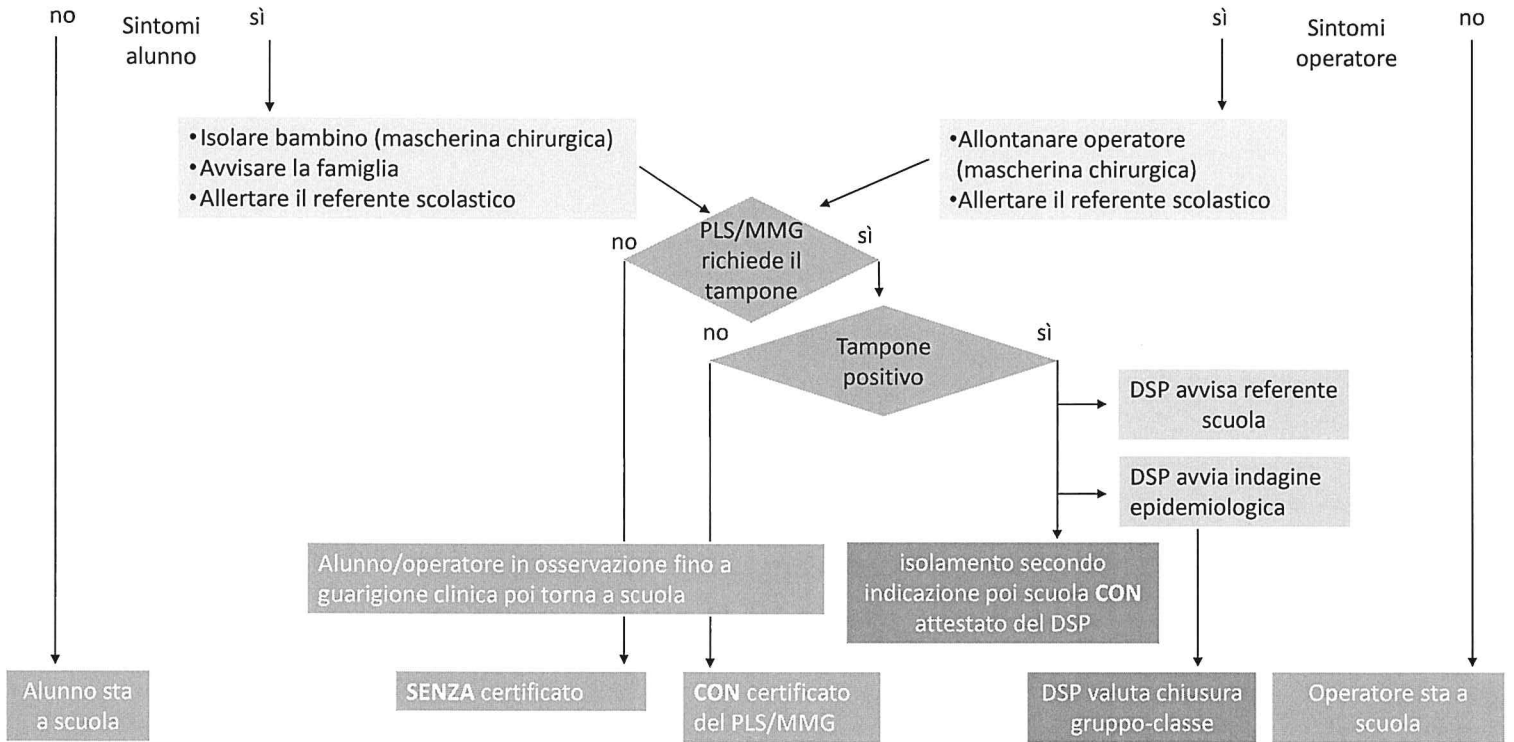 no
Sintomi
alunno
sì
sì
Sintomi
operatore
no
•Isolare bambino (mascherina chirurgica)
•Avvisare la famiglia
•Allertare il referente scolastico
•Allontanare operatore
(mascherina chirurgica)
•Allertare il referente scolastico
no
PLS/MMG
richiede il
tampone
sì
no
Tampone
positivo
sì
DSP avvisa referente
scuola
DSP avvia indagine
epidemiologica
Alunno/operatore in osservazione fino a
guarigione clinica poi torna a scuola
isolamento secondo
indicazione poi scuola CON
attestato del DSP
Alunno sta
a scuola
SENZA certificato
CON certificato
del PLS/MMG
DSP valuta chiusura
gruppo-classe
Operatore sta a
scuola